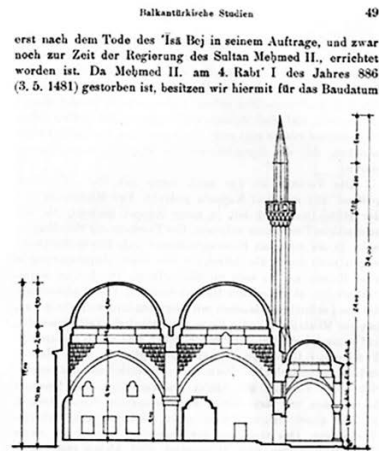 Balkantürkische Studien 49
erst nach dem Tode des ʿĪsā Bej in seinem Auftrage, und zwar
noch zur Zeit der Regierung des Sultan Meḥmed II., errichtet
worden ist. Da Meḥmed II. am 4. Rabīʿ I des Jahres 886
(3. 5. 1481) gestorben ist, besitzen wir hiermit für das Baudatum